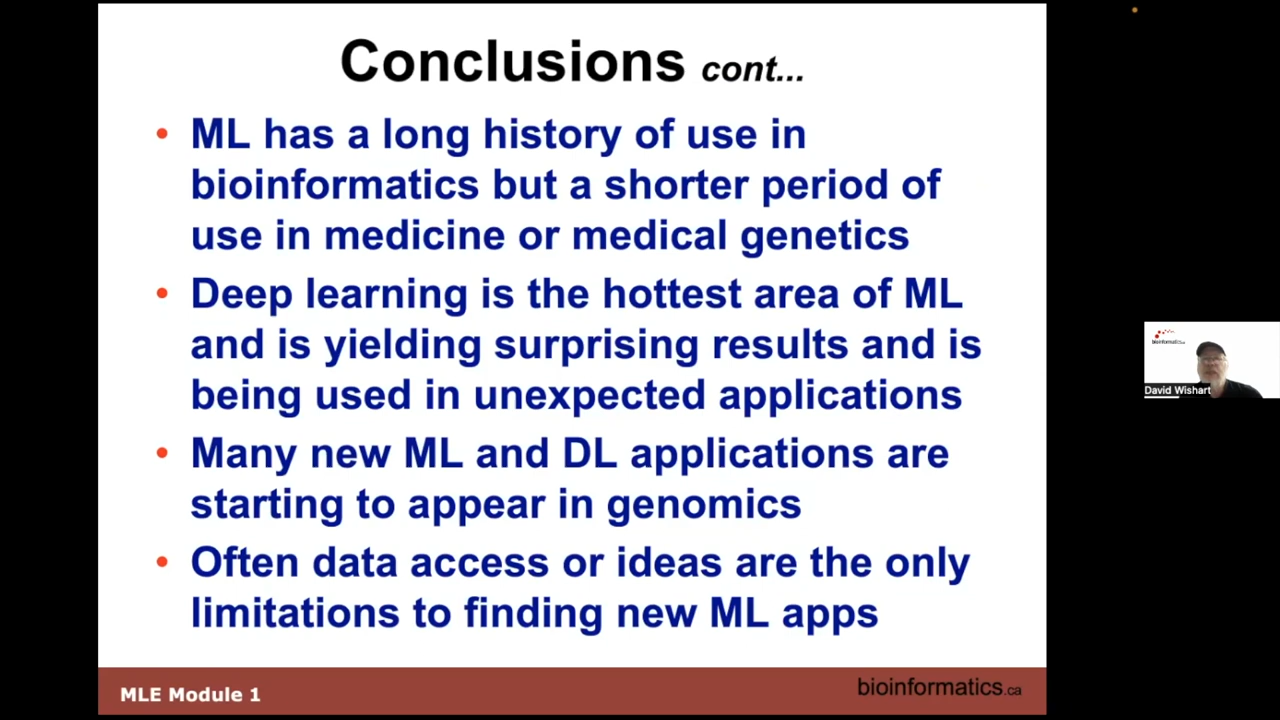 Conclusions cont...
• ML has a long history of use in
bioinformatics but a shorter period of
use in medicine or medical genetics
• Deep learning is the hottest area of ML
and is yielding surprising results and is
being used in unexpected applications
• Many new ML and DL applications are
starting to appear in genomics
• Often data access or ideas are the only
limitations to finding new ML apps
MLE Module 1
bioinformatics.ca
bioinformatics.ca
David Wishart